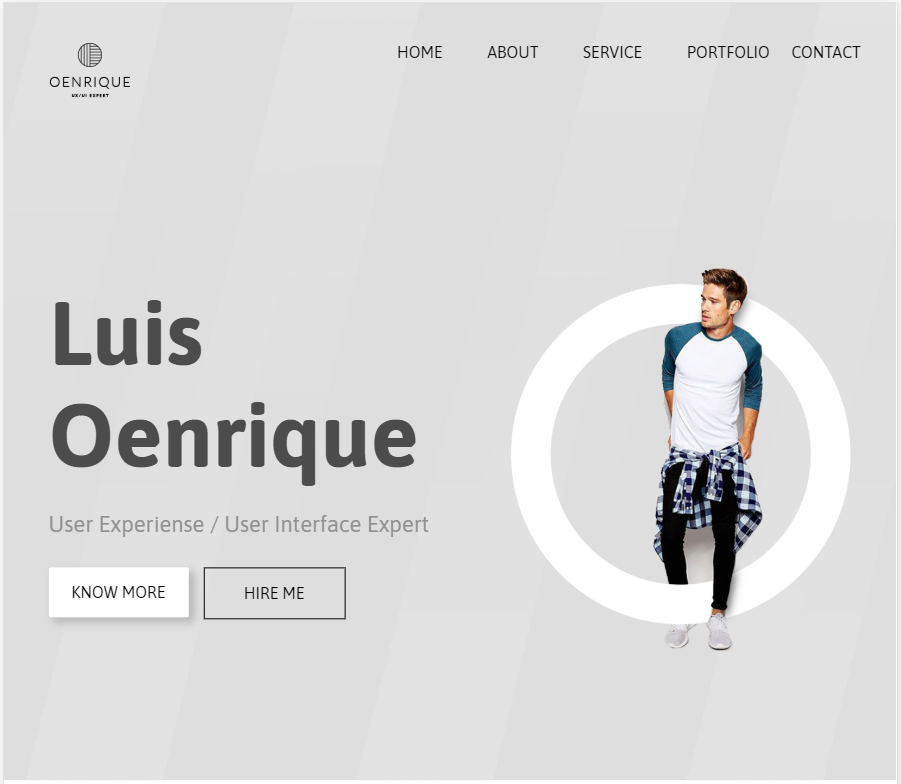 HOME ABOUT SERVICE PORTFOLIO CONTACT
OENRIQUE
UX/UI EXPERT
Luis
Oenrique
User Experiense / User Interface Expert
KNOW MORE HIRE ME